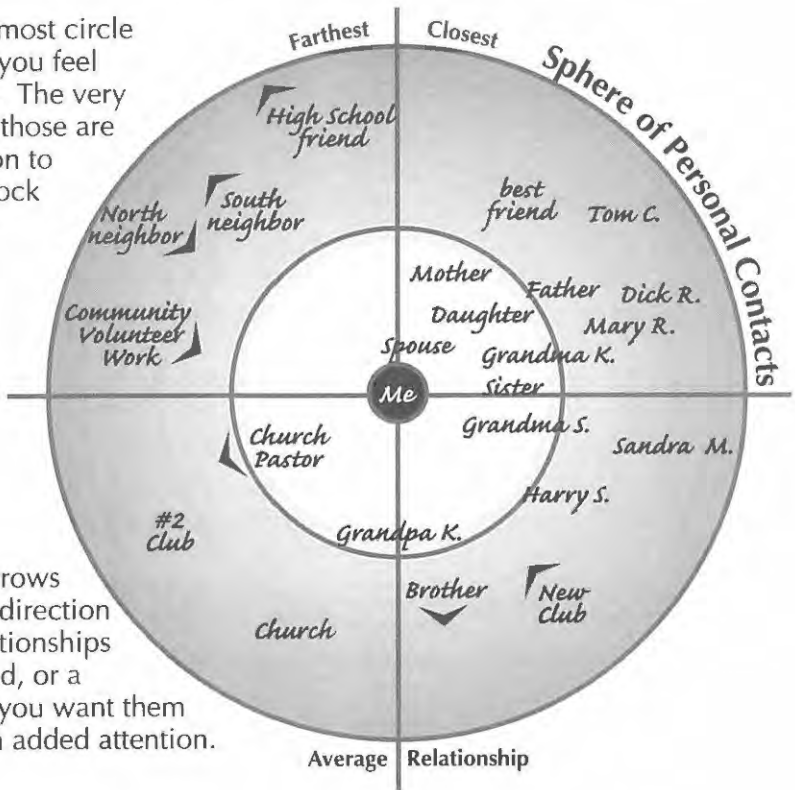 most circle
you feel
The very
those are
on to
ock
Farthest
Closest
Sphere of Personal Contacts
High School
friend
South
neighbor
North
neighbor
Community
Volunteer
Work
best
friend
Tom C.
Mother
Father
Dick R.
Daughter
Mary R.
Spouse
Grandma K.
Sister
Me
Church
Pastor
Grandma S.
Sandra M.
Harry S.
#2
Club
Grandpa K.
Brother
New
Club
Church
rows
direction
tionships
d, or a
you want them
added attention.
Average
Relationship